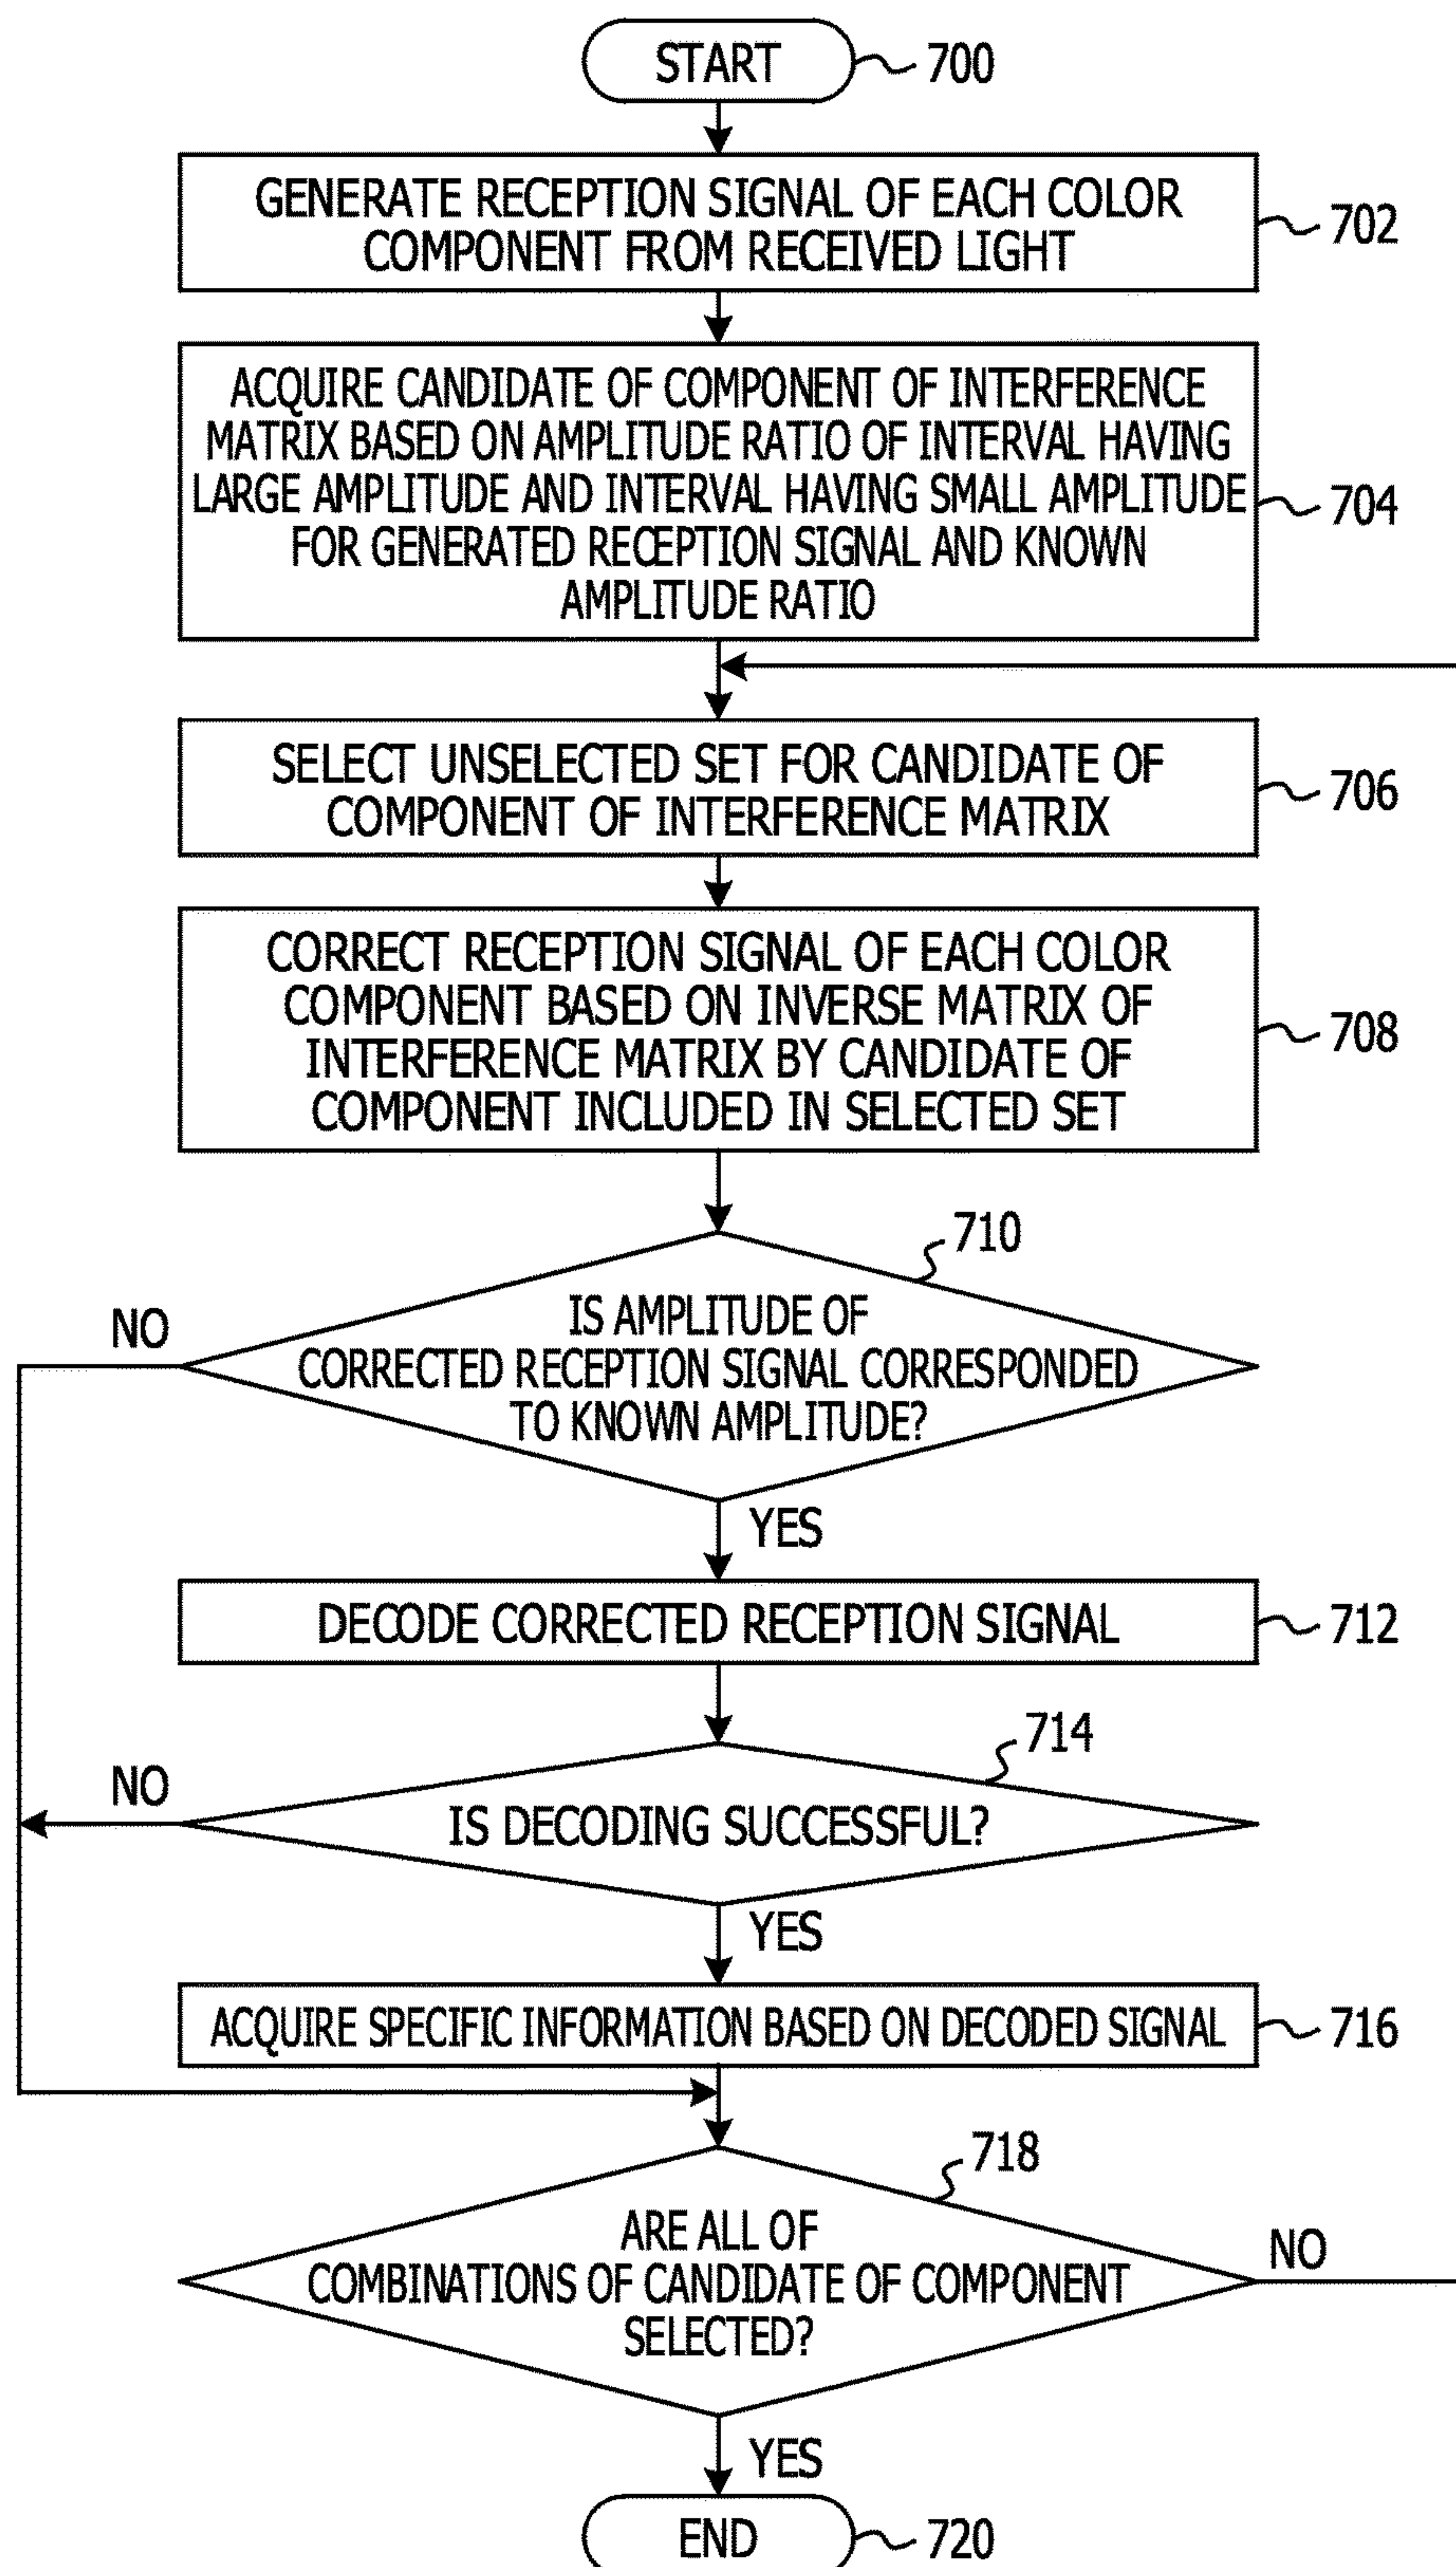 START
700
GENERATE RECEPTION SIGNAL OF EACH COLOR
COMPONENT FROM RECEIVED LIGHT
702
ACQUIRE CANDIDATE OF COMPONENT OF INTERFERENCE
MATRIX BASED ON AMPLITUDE RATIO OF INTERVAL HAVING
LARGE AMPLITUDE AND INTERVAL HAVING SMALL AMPLITUDE
FOR GENERATED RECEPTION SIGNAL AND KNOWN
AMPLITUDE RATIO
704
SELECT UNSELECTED SET FOR CANDIDATE OF
COMPONENT OF INTERFERENCE MATRIX
706
CORRECT RECEPTION SIGNAL OF EACH COLOR
COMPONENT BASED ON INVERSE MATRIX OF
INTERFERENCE MATRIX BY CANDIDATE OF
COMPONENT INCLUDED IN SELECTED SET
708
710
NO
IS AMPLITUDE OF
CORRECTED RECEPTION SIGNAL CORRESPONDED
TO KNOWN AMPLITUDE?
YES
DECODE CORRECTED RECEPTION SIGNAL
712
714
NO
IS DECODING SUCCESSFUL?
YES
ACQUIRE SPECIFIC INFORMATION BASED ON DECODED SIGNAL
716
718
ARE ALL OF
COMBINATIONS OF CANDIDATE OF COMPONENT
SELECTED?
NO
YES
END
720